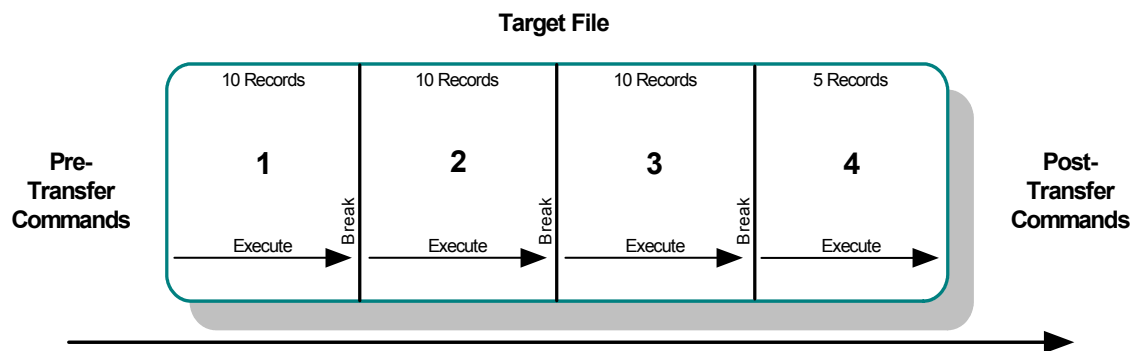 Target File
10 Records
10 Records
10 Records
5 Records
Pre-
Transfer
Commands
1
2
3
4
Post-
Transfer
Commands
Execute
Break
Execute
Break
Execute
Break
Execute